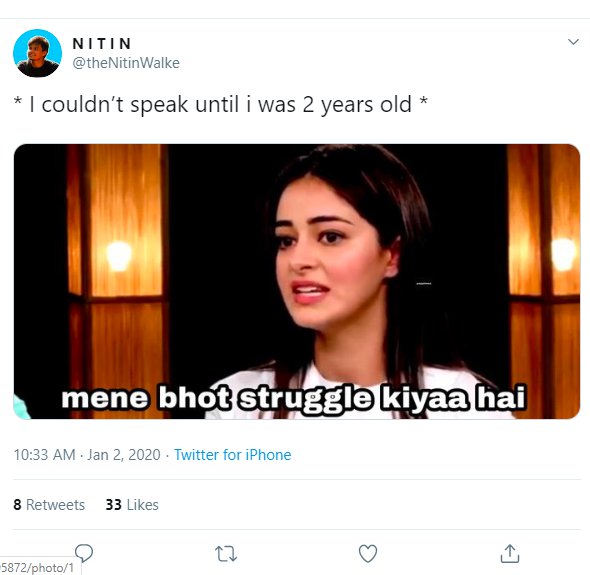 N I T I N
@theNitinWalke
* I couldn’t speak until i was 2 years old *
mene bhot struggle kiyaa hai
10:33 AM · Jan 2, 2020 · Twitter for iPhone
8 Retweets 33 Likes
5872/photo/1